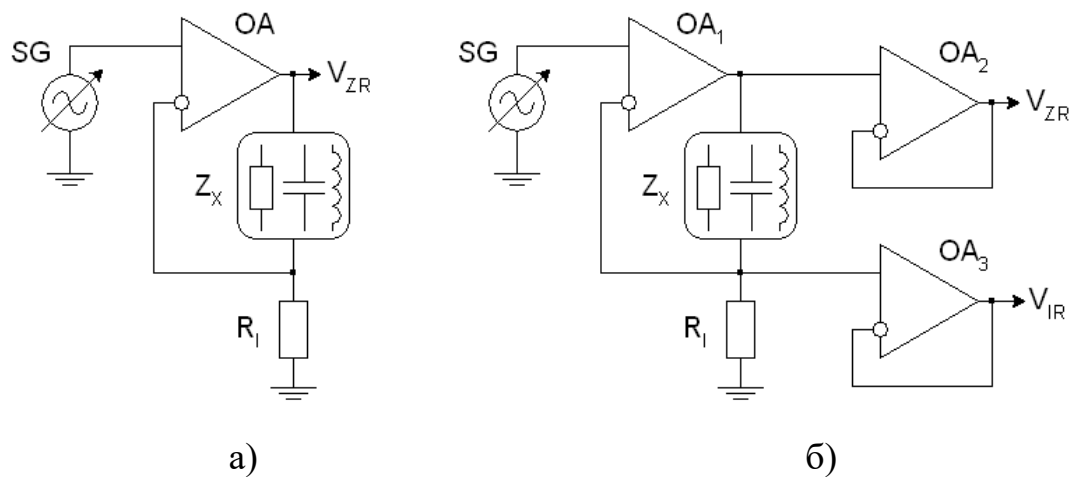 SG
OA
V_ZR
Z_X
R_I
а)
SG
OA_1
OA_2
V_ZR
Z_X
OA_3
V_IR
R_I
б)